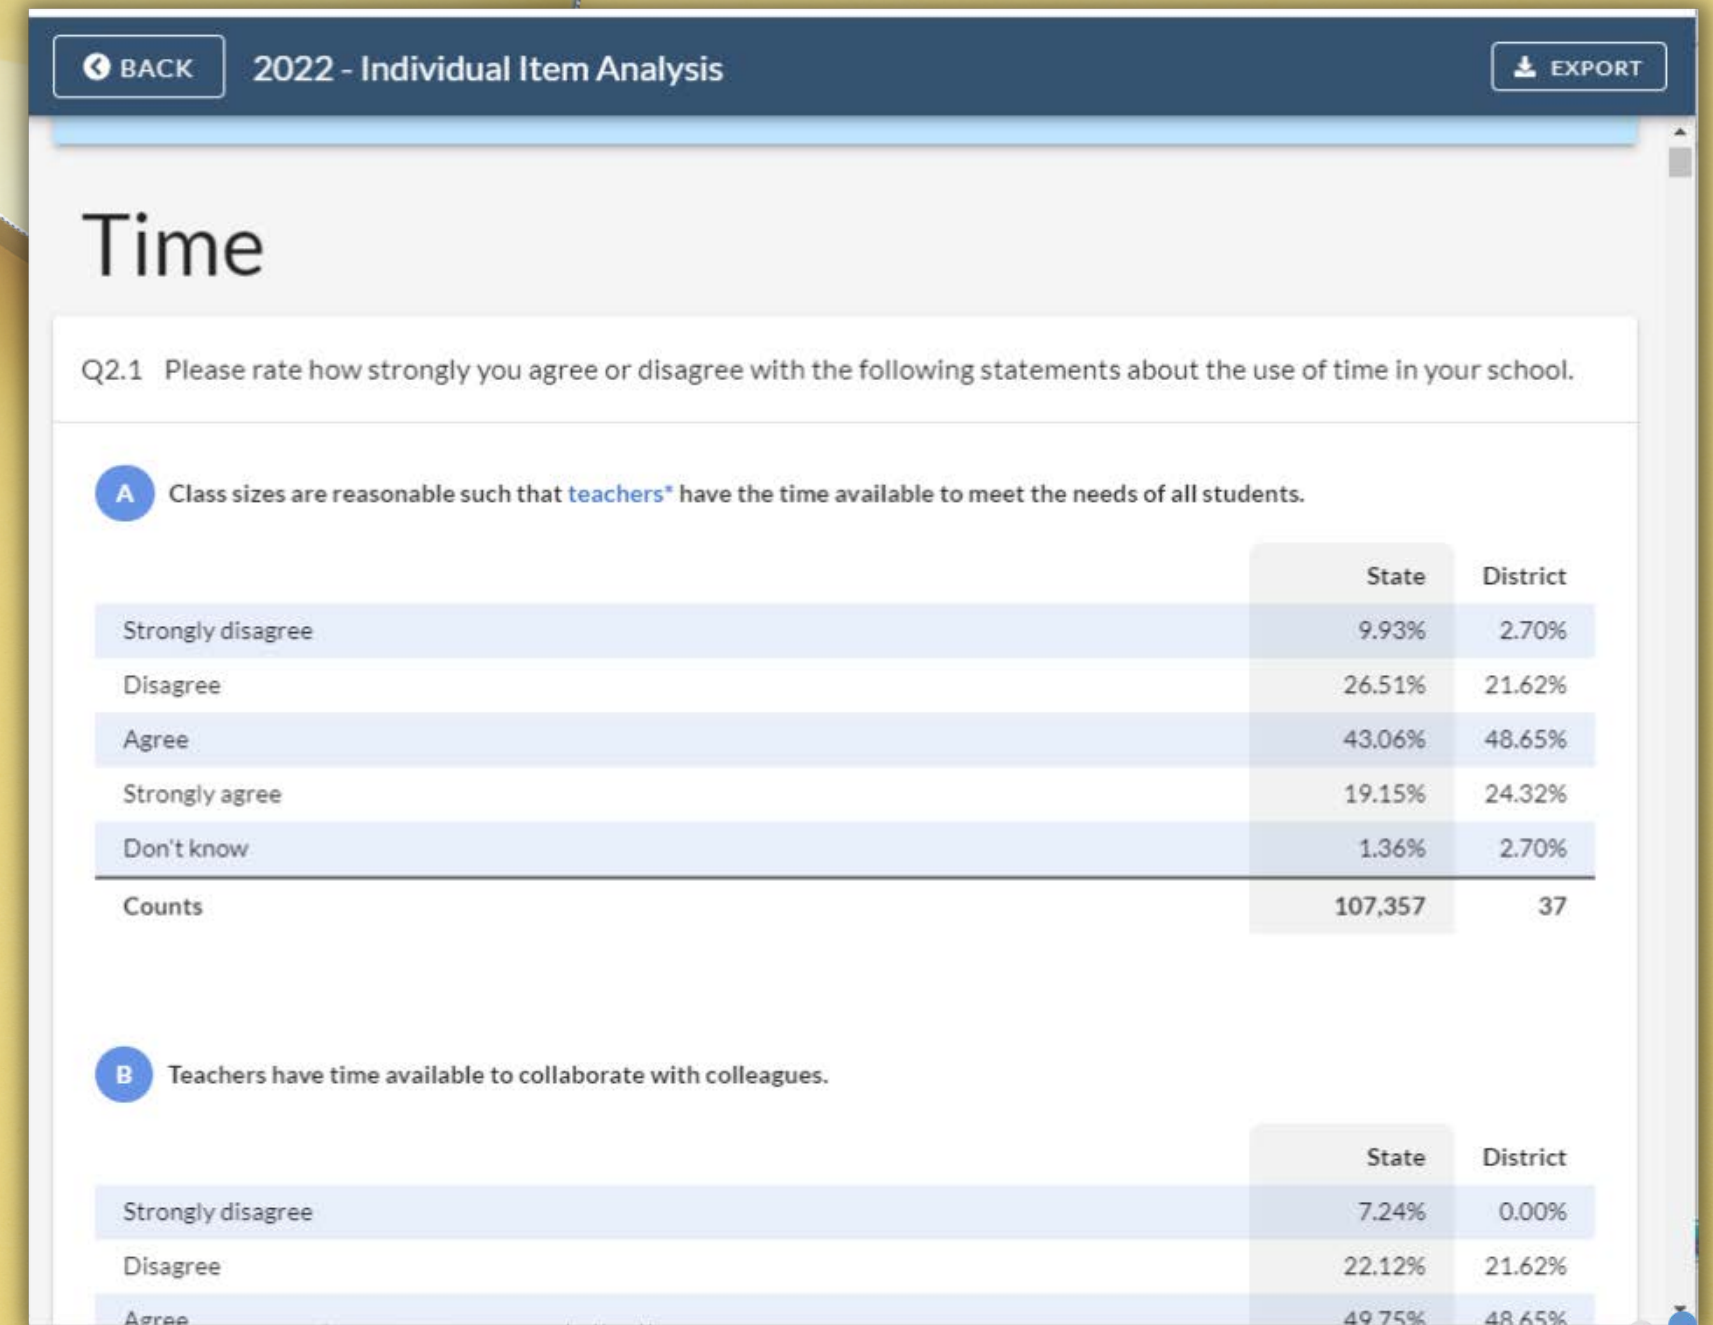 BACK 2022 - Individual Item Analysis EXPORT
Time
Q2.1 Please rate how strongly you agree or disagree with the following statements about the use of time in your school.
A Class sizes are reasonable such that teachers* have the time available to meet the needs of all students.
State District
Strongly disagree 9.93% 2.70%
Disagree 26.51% 21.62%
Agree 43.06% 48.65%
Strongly agree 19.15% 24.32%
Don't know 1.36% 2.70%
Counts 107,357 37
B Teachers have time available to collaborate with colleagues.
State District
Strongly disagree 7.24% 0.00%
Disagree 22.12% 21.62%
Agree 49.75% 48.65%